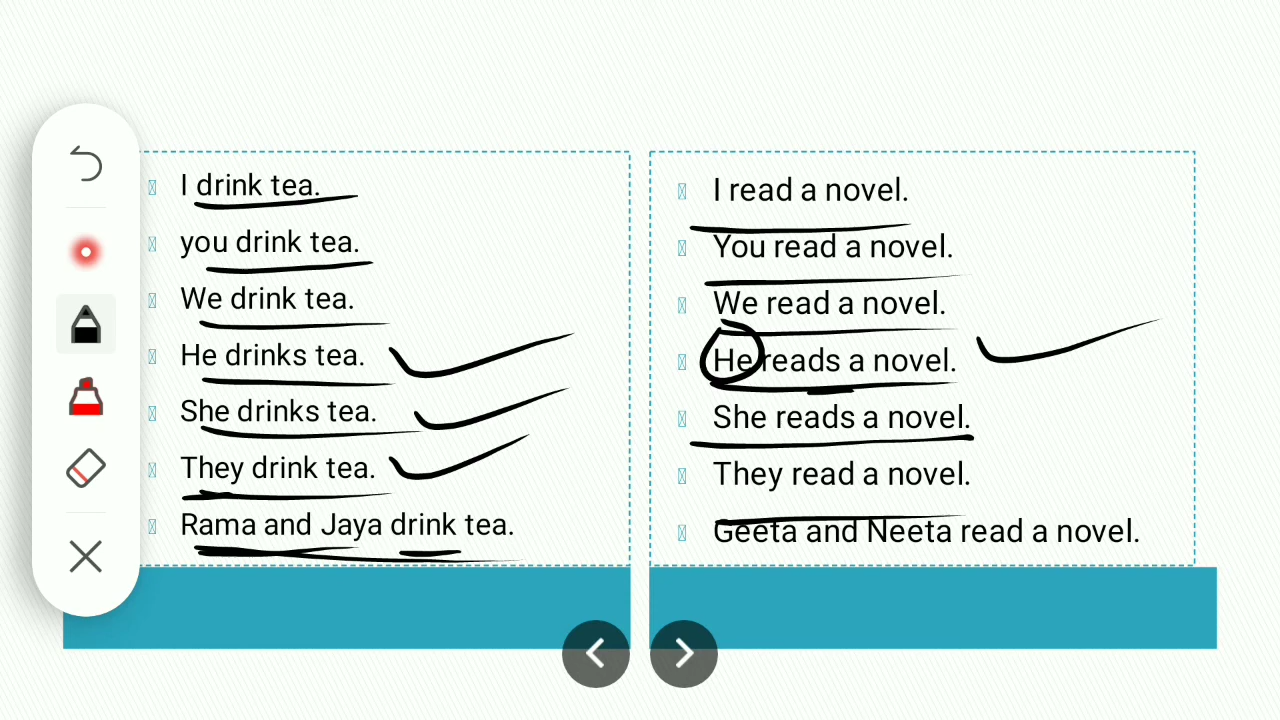 I drink tea.
you drink tea.
We drink tea.
He drinks tea.
She drinks tea.
They drink tea.
Rama and Jaya drink tea.
I read a novel.
You read a novel.
We read a novel.
He reads a novel.
She reads a novel.
They read a novel.
Geeta and Neeta read a novel.